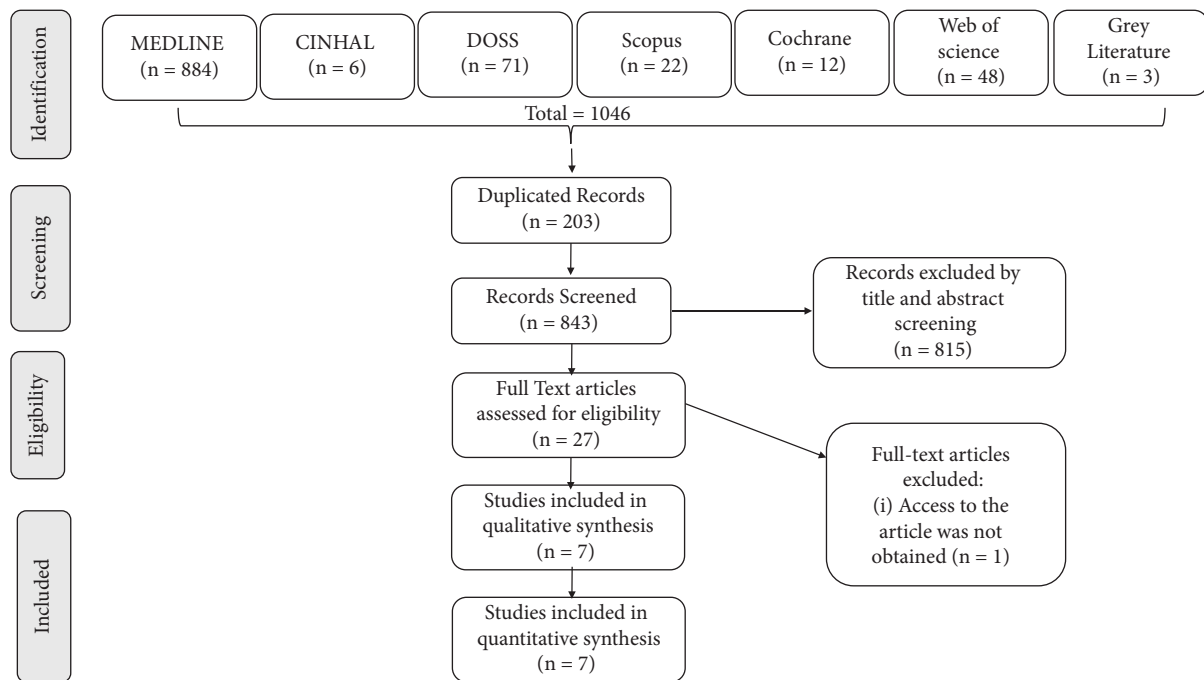 Identification
MEDLINE
(n = 884)
CINHAL
(n = 6)
DOSS
(n = 71)
Scopus
(n = 22)
Cochrane
(n = 12)
Web of
science
(n = 48)
Grey
Literature
(n = 3)
Total = 1046
Screening
Duplicated Records
(n = 203)
Records Screened
(n = 843)
Records excluded by
title and abstract
screening
(n = 815)
Eligibility
Full Text articles
assessed for eligibility
(n = 27)
Full-text articles
excluded:
(i) Access to the
article was not
obtained (n = 1)
Included
Studies included in
qualitative synthesis
(n = 7)
Studies included in
quantitative synthesis
(n = 7)